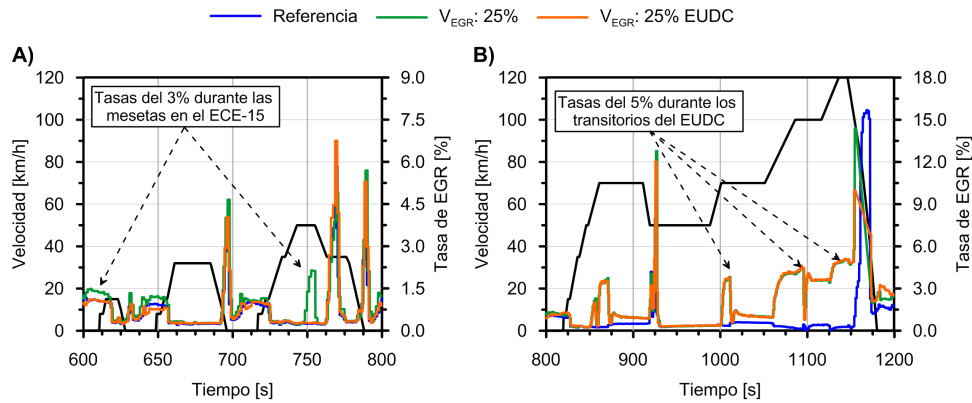 Referencia
VEGR: 25%
VEGR: 25% EUDC
A)
Tasas del 3% durante las
mesetas en el ECE-15
Velocidad [km/h]
120
100
80
60
40
20
0
9.0
7.5
6.0
4.5
3.0
1.5
0.0
Tasa de EGR [%]
600
650
700
750
800
Tiempo [s]
B)
Tasas del 5% durante los
transitorios del EUDC
Velocidad [km/h]
120
100
80
60
40
20
0
18.0
15.0
12.0
9.0
6.0
3.0
0.0
Tasa de EGR [%]
800
900
1000
1100
1200
Tiempo [s]